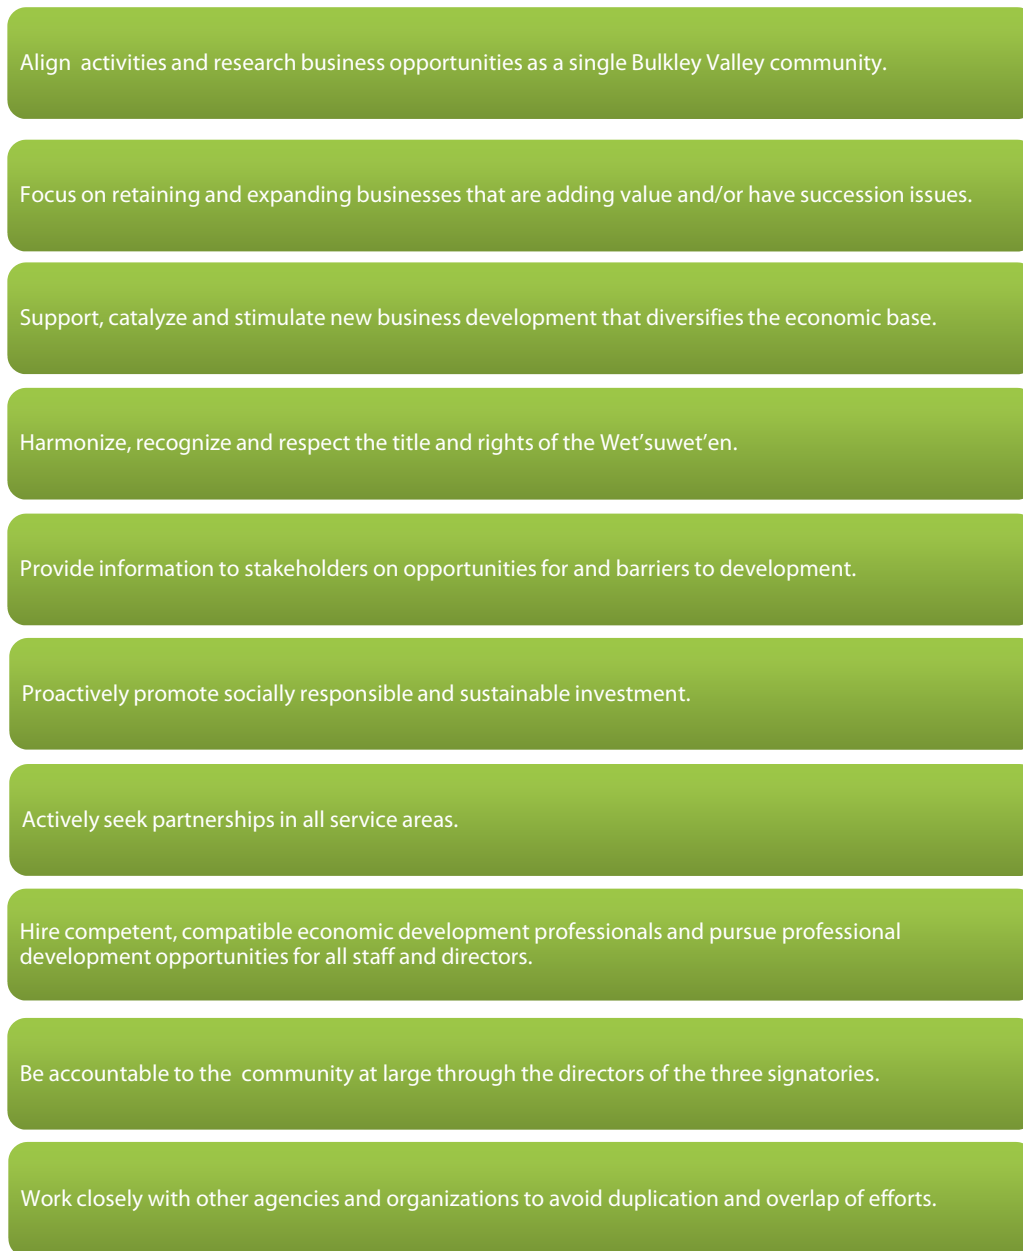 Align  activities and research business opportunities as a single Bulkley Valley community.
Focus on retaining and expanding businesses that are adding value and/or have succession issues.
Support, catalyze and stimulate new business development that diversifies the economic base.
Harmonize, recognize and respect the title and rights of the Wet’suwet’en.
Provide information to stakeholders on opportunities for and barriers to development.
Proactively promote socially responsible and sustainable investment.
Actively seek partnerships in all service areas.
Hire competent, compatible economic development professionals and pursue professional
development opportunities for all staff and directors.
Be accountable to the  community at large through the directors of the three signatories.
Work closely with other agencies and organizations to avoid duplication and overlap of efforts.